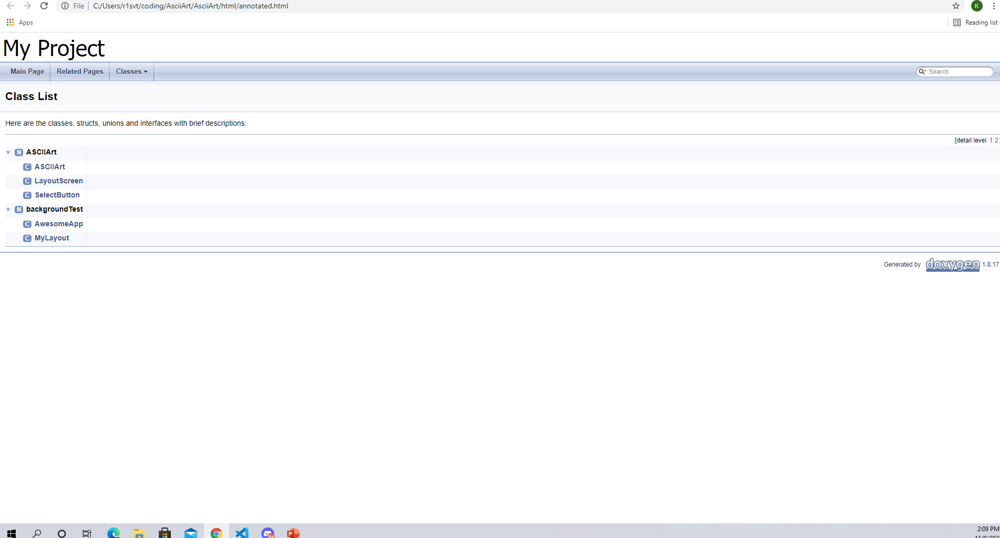 File C:/Users/r1svt/coding/AsciiArt/AsciiArt/html/annotated.html K
Apps Reading list
My Project
Main Page Related Pages Classes Search
Class List
Here are the classes, structs, unions and interfaces with brief descriptions:
[detail level 1 2]
N ASCIIArt
C ASCIIArt
C LayoutScreen
C SelectButton
N backgroundTest
C AwesomeApp
C MyLayout
Generated by doxygen 1.8.17
2:09 PM